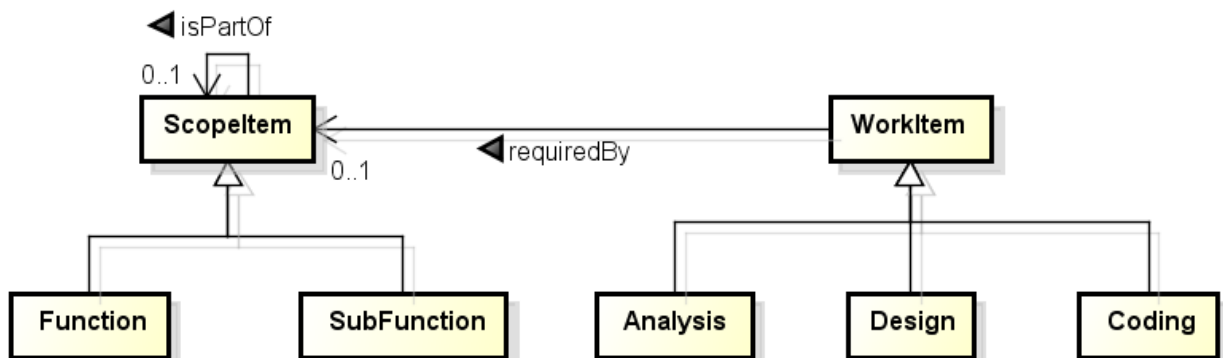 isPartOf
0..1
ScopeItem
WorkItem
requiredBy
0..1
Function
SubFunction
Analysis
Design
Coding